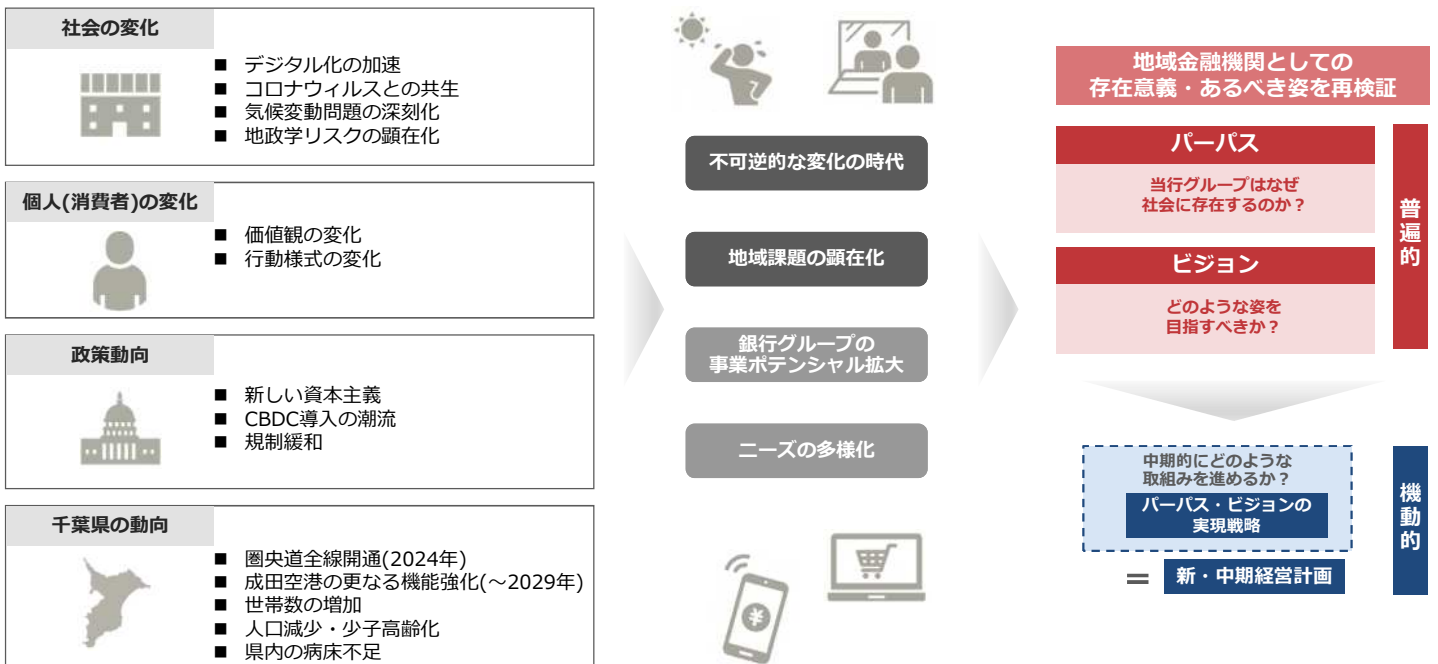 社会の変化
■ デジタル化の加速
■ コロナウィルスとの共生
■ 気候変動問題の深刻化
■ 地政学リスクの顕在化
個人(消費者)の変化
■ 価値観の変化
■ 行動様式の変化
政策動向
■ 新しい資本主義
■ CBDC導入の潮流
■ 規制緩和
千葉県の動向
■ 圏央道全線開通(2024年)
■ 成田空港の更なる機能強化(~2029年)
■ 世帯数の増加
■ 人口減少・少子高齢化
■ 県内の病床不足
不可逆的な変化の時代
地域課題の顕在化
銀行グループの
事業ポテンシャル拡大
ニーズの多様化
¥
地域金融機関としての
存在意義・あるべき姿を再検証
パーパス
当行グループはなぜ
社会に存在するのか?
ビジョン
どのような姿を
目指すべきか?
普遍的
中期的にどのような
取組みを進めるか?
パーパス・ビジョンの
実現戦略
= 新・中期経営計画
機動的